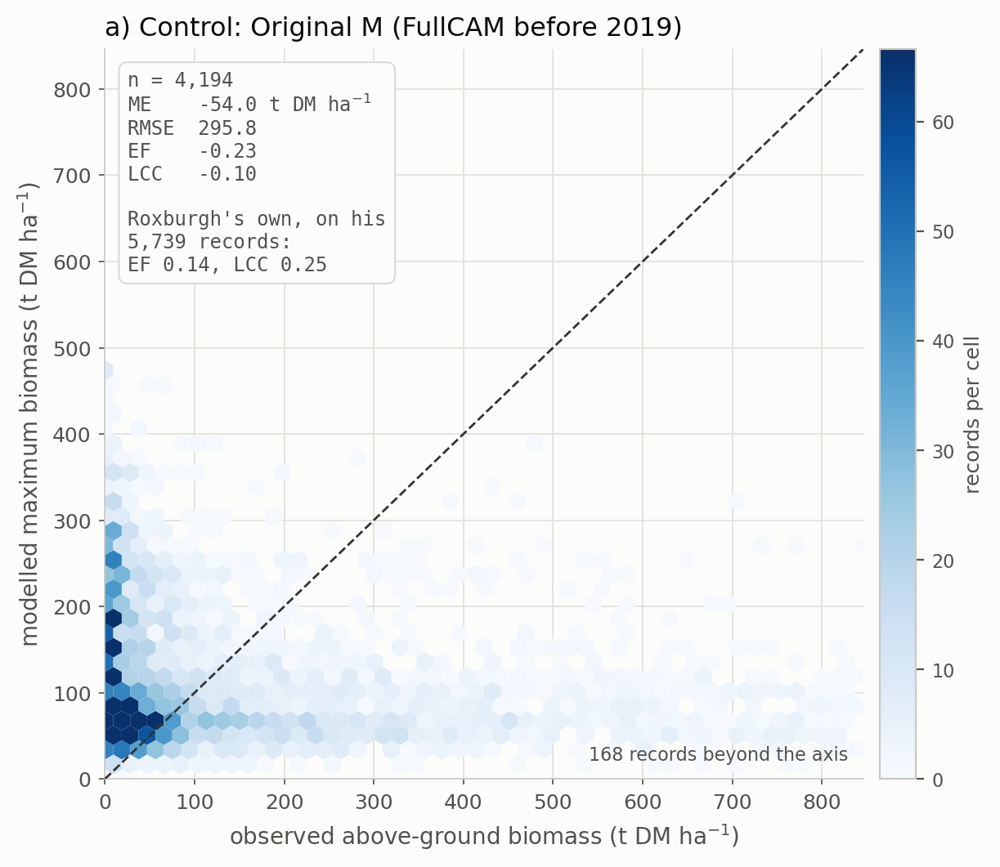 a) Control: Original M (FullCAM before 2019)
n = 4,194
ME -54.0 t DM ha⁻¹
RMSE 295.8
EF -0.23
LCC -0.10
Roxburgh's own, on his
5,739 records:
EF 0.14, LCC 0.25
modelled maximum biomass (t DM ha⁻¹)
800
700
600
500
400
300
200
100
0
168 records beyond the axis
0 100 200 300 400 500 600 700 800
observed above-ground biomass (t DM ha⁻¹)
60
50
40
30
20
10
0
records per cell